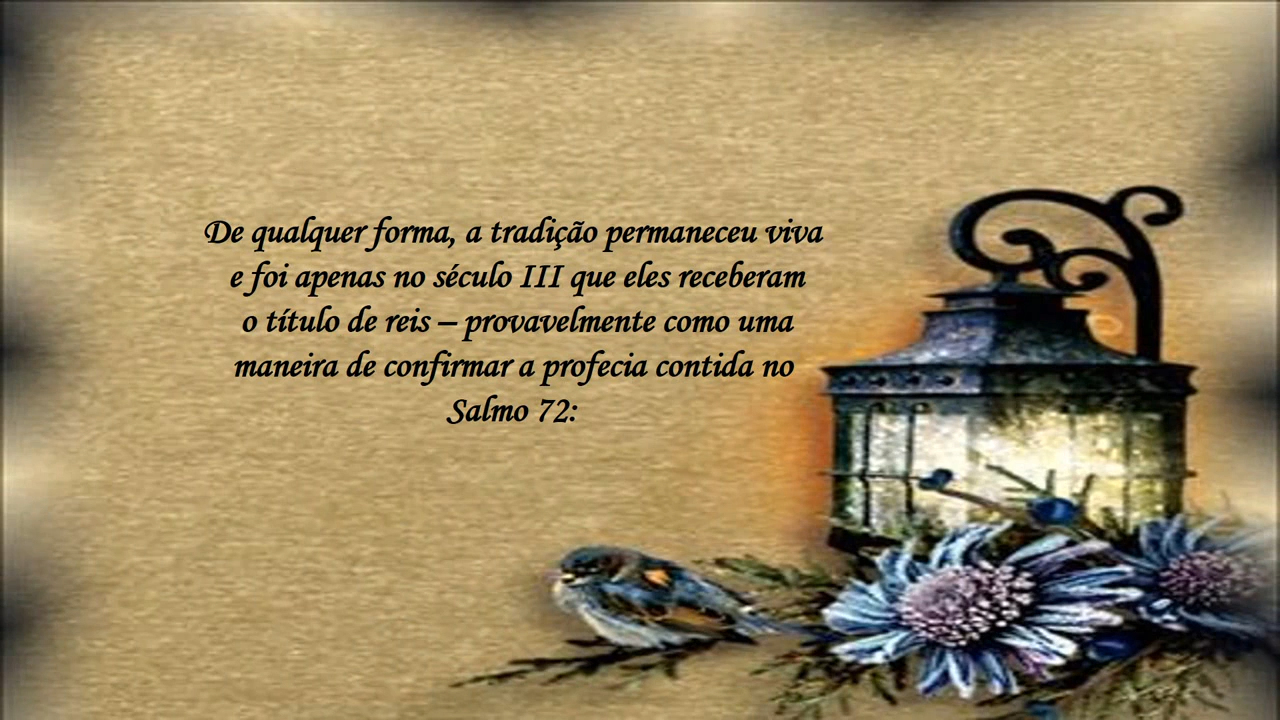 De qualquer forma, a tradição permaneceu viva
e foi apenas no século III que eles receberam
o título de reis – provavelmente como uma
maneira de confirmar a profecia contida no
Salmo 72: